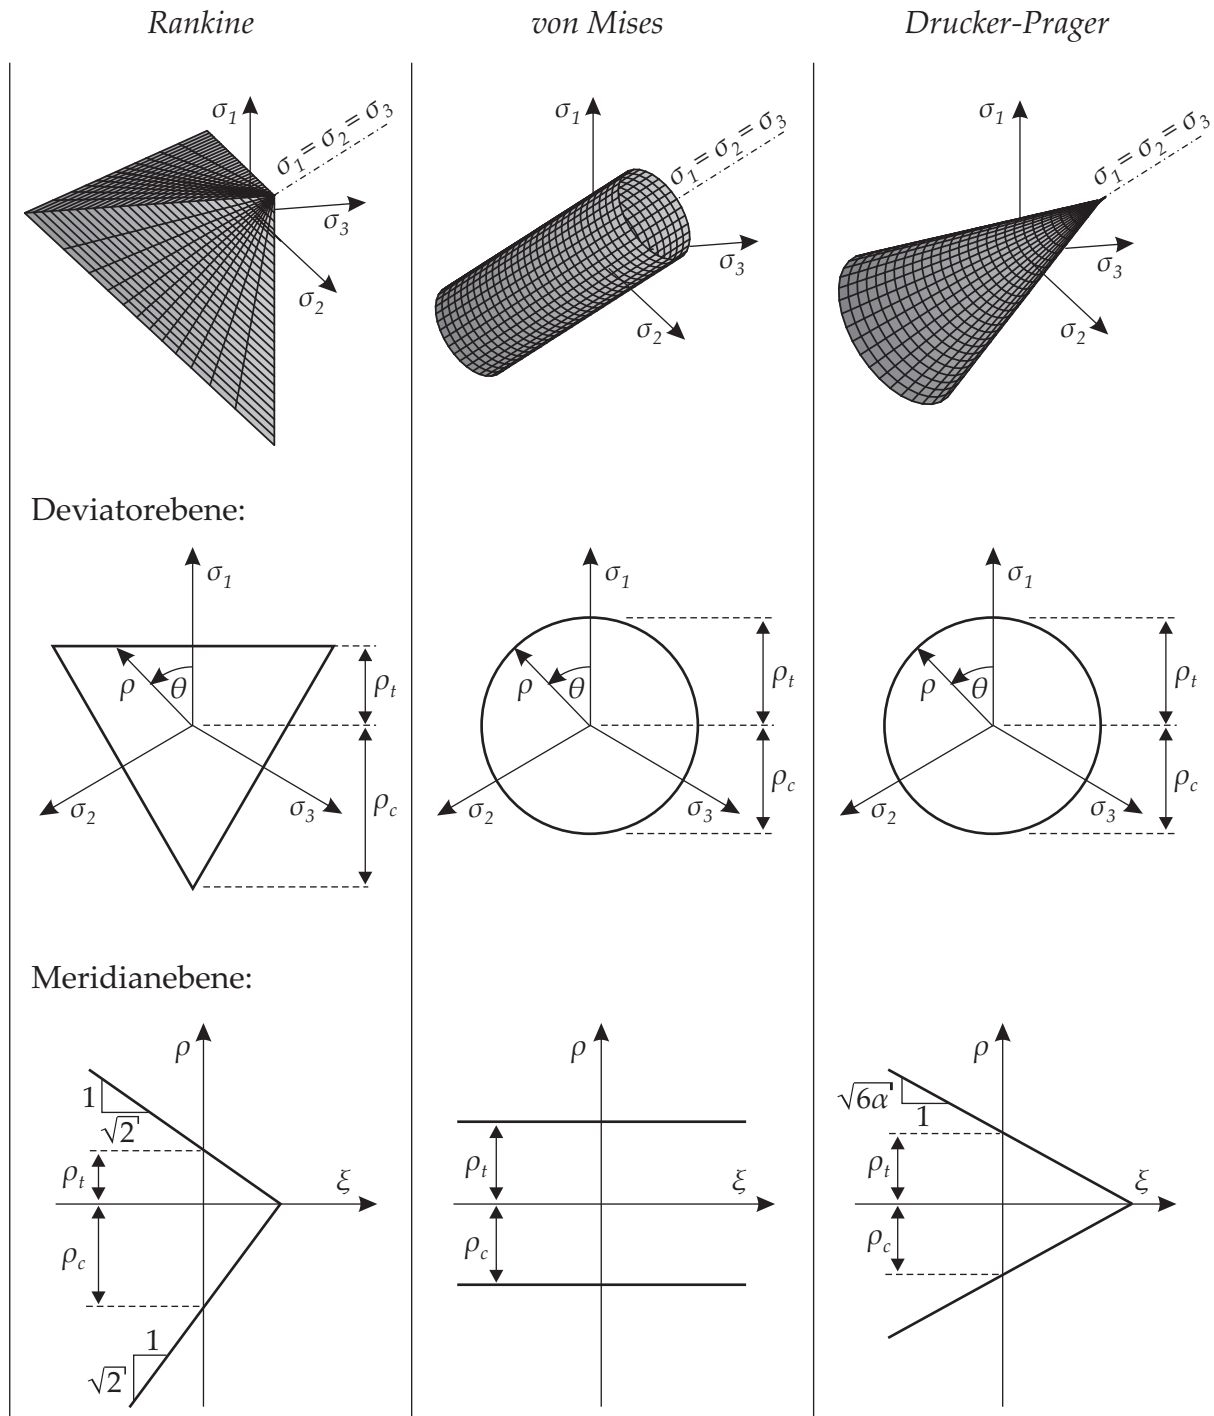 Rankine
von Mises
Drucker-Prager
σ1
σ1 = σ2 = σ3
σ3
σ2
σ1
σ1 = σ2 = σ3
σ3
σ2
σ1
σ1 = σ2 = σ3
σ3
σ2
Deviatorebene:
σ1
ρ
θ
ρt
ρc
σ2
σ3
σ1
ρ
θ
ρt
ρc
σ2
σ3
σ1
ρ
θ
ρt
ρc
σ2
σ3
Meridianebene:
ρ
1
√2
ρt
ξ
ρc
1
√2
ρ
ρt
ξ
ρc
ρ
√6α
1
ρt
ξ
ρc